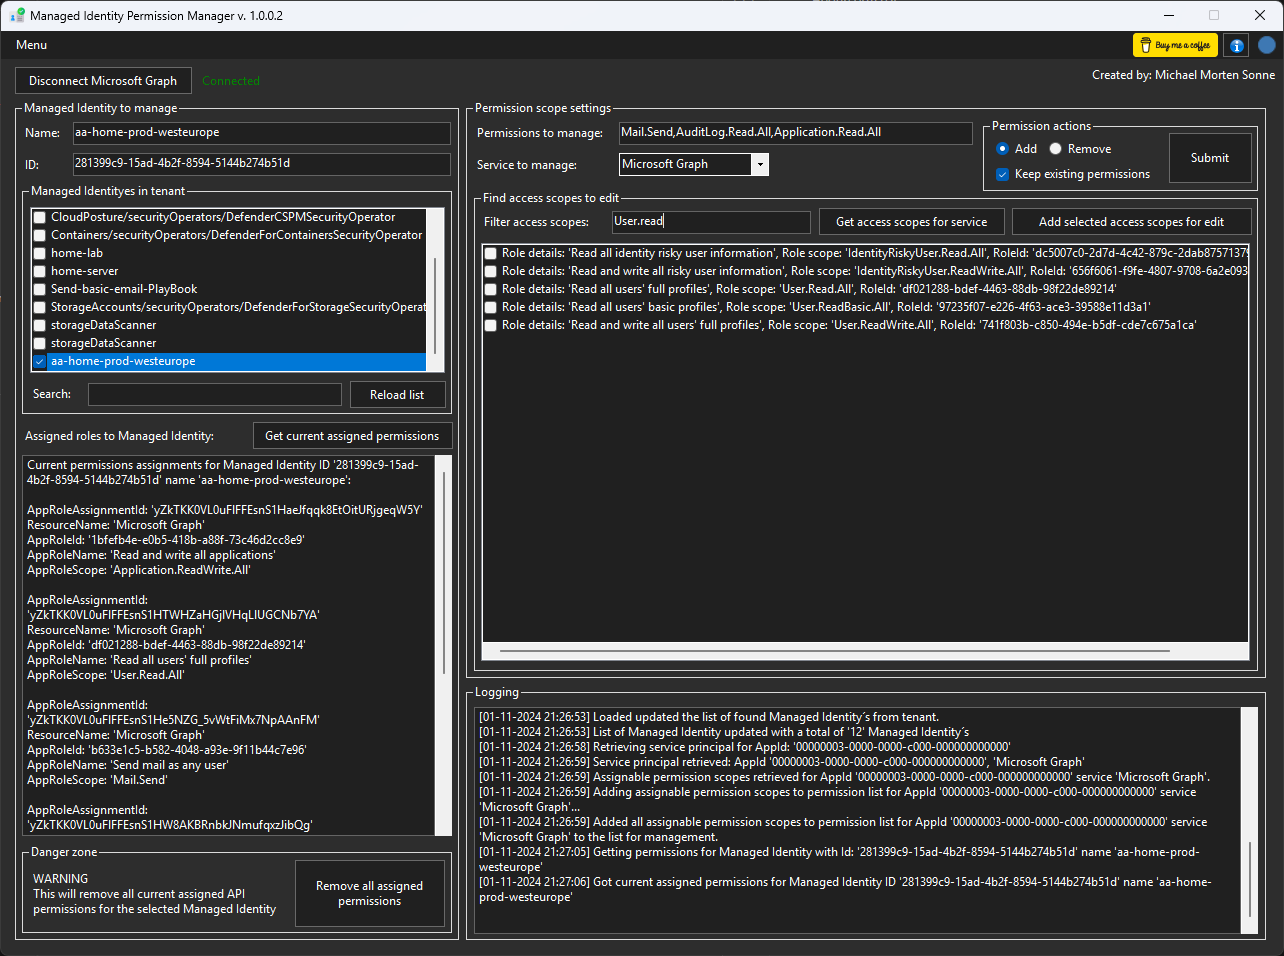 Managed Identity Permission Manager v. 1.0.0.2
Menu
Buy me a coffee
Disconnect Microsoft Graph
Connected
Created by: Michael Morten Sonne
Managed Identity to manage
Name:
aa-home-prod-westeurope
ID:
281399c9-15ad-4b2f-8594-5144b274b51d
Managed Identityes in tenant
CloudPosture/securityOperators/DefenderCSPMSecurityOperator
Containers/securityOperators/DefenderForContainersSecurityOperator
home-lab
home-server
Send-basic-email-PlayBook
StorageAccounts/securityOperators/DefenderForStorageSecurityOperat
storageDataScanner
storageDataScanner
aa-home-prod-westeurope
Search:
Reload list
Assigned roles to Managed Identity:
Get current assigned permissions
Current permissions assignments for Managed Identity ID '281399c9-15ad-
4b2f-8594-5144b274b51d' name 'aa-home-prod-westeurope':
AppRoleAssignmentId: 'yZkTKK0VL0uFlFFEsnS1HaeJfqqk8EtOitURjgeqW5Y'
ResourceName: 'Microsoft Graph'
AppRoleId: '1bfefb4e-e0b5-418b-a88f-73c46d2cc8e9'
AppRoleName: 'Read and write all applications'
AppRoleScope: 'Application.ReadWrite.All'
AppRoleAssignmentId:
'yZkTKK0VL0uFlFFEsnS1HTWHZaHGjlVHqLIUGCNb7YA'
ResourceName: 'Microsoft Graph'
AppRoleId: 'df021288-bdef-4463-88db-98f22de89214'
AppRoleName: 'Read all users' full profiles'
AppRoleScope: 'User.Read.All'
AppRoleAssignmentId:
'yZkTKK0VL0uFlFFEsnS1He5NZG_5vWtFiMx7NpAAnFM'
ResourceName: 'Microsoft Graph'
AppRoleId: 'b633e1c5-b582-4048-a93e-9f11b44c7e96'
AppRoleName: 'Send mail as any user'
AppRoleScope: 'Mail.Send'
AppRoleAssignmentId:
'yZkTKK0VL0uFlFFEsnS1HW8AKBRnbkJNmufqxzJibQg'
Danger zone
WARNING
This will remove all current assigned API
permissions for the selected Managed Identity
Remove all assigned
permissions
Permission scope settings
Permissions to manage:
Mail.Send,AuditLog.Read.All,Application.Read.All
Service to manage:
Microsoft Graph
Permission actions
Add
Remove
Keep existing permissions
Submit
Find access scopes to edit
Filter access scopes:
User.read
Get access scopes for service
Add selected access scopes for edit
Role details: 'Read all identity risky user information', Role scope: 'IdentityRiskyUser.Read.All', RoleId: 'dc5007c0-2d7d-4c42-879c-2dab8757137
Role details: 'Read and write all risky user information', Role scope: 'IdentityRiskyUser.ReadWrite.All', RoleId: '656f6061-f9fe-4807-9708-6a2e093
Role details: 'Read all users' full profiles', Role scope: 'User.Read.All', RoleId: 'df021288-bdef-4463-88db-98f22de89214'
Role details: 'Read all users' basic profiles', Role scope: 'User.ReadBasic.All', RoleId: '97235f07-e226-4f63-ace3-39588e11d3a1'
Role details: 'Read and write all users' full profiles', Role scope: 'User.ReadWrite.All', RoleId: '741f803b-c850-494e-b5df-cde7c675a1ca'
Logging
[01-11-2024 21:26:53] Loaded updated the list of found Managed Identity´s from tenant.
[01-11-2024 21:26:53] List of Managed Identity updated with a total of '12' Managed Identity´s
[01-11-2024 21:26:58] Retrieving service principal for AppId: '00000003-0000-0000-c000-000000000000'
[01-11-2024 21:26:59] Service principal retrieved: AppId '00000003-0000-0000-c000-000000000000', 'Microsoft Graph'
[01-11-2024 21:26:59] Assignable permission scopes retrieved for AppId '00000003-0000-0000-c000-000000000000' service 'Microsoft Graph'.
[01-11-2024 21:26:59] Adding assignable permission scopes to permission list for AppId '00000003-0000-0000-c000-000000000000' service
'Microsoft Graph'...
[01-11-2024 21:26:59] Added all assignable permission scopes to permission list for AppId '00000003-0000-0000-c000-000000000000' service
'Microsoft Graph' to the list for management.
[01-11-2024 21:27:05] Getting permissions for Managed Identity with Id: '281399c9-15ad-4b2f-8594-5144b274b51d' name 'aa-home-prod-
westeurope'
[01-11-2024 21:27:06] Got current assigned permissions for Managed Identity ID '281399c9-15ad-4b2f-8594-5144b274b51d' name 'aa-home-
prod-westeurope'